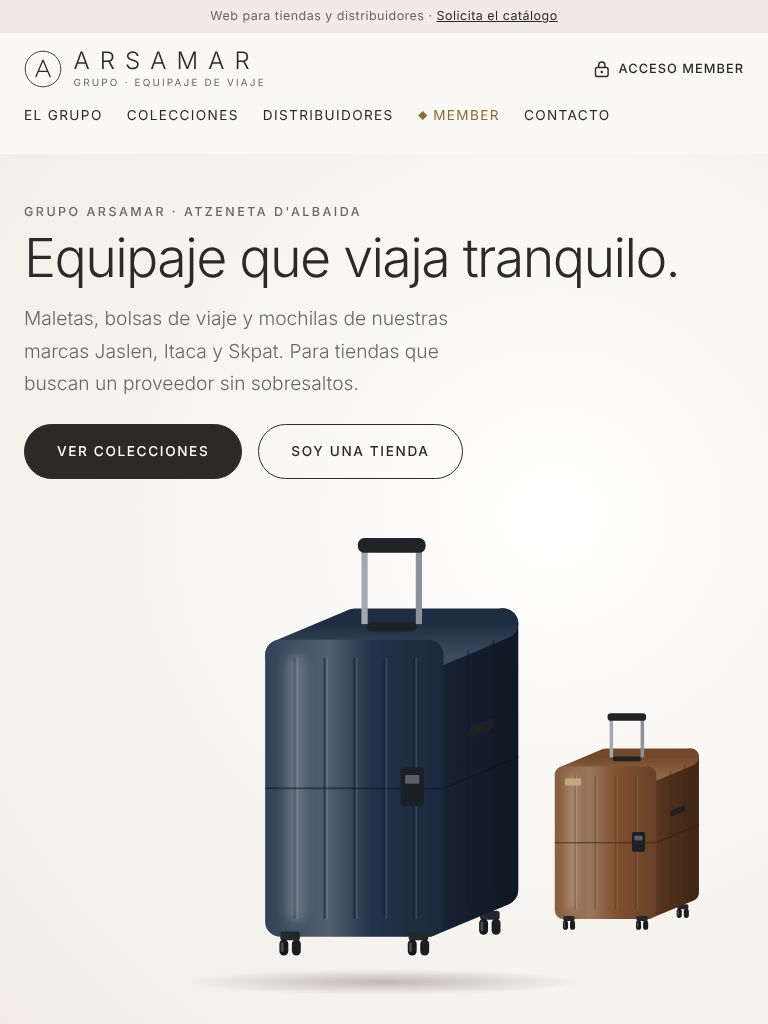 Web para tiendas y distribuidores · Solicita el catálogo
A
ARSAMAR
GRUPO · EQUIPAJE DE VIAJE
ACCESO MEMBER
EL GRUPO COLECCIONES DISTRIBUIDORES ◆ MEMBER CONTACTO
GRUPO ARSAMAR · ATZENETA D'ALBAIDA
Equipaje que viaja tranquilo.
Maletas, bolsas de viaje y mochilas de nuestras
marcas Jaslen, Itaca y Skpat. Para tiendas que
buscan un proveedor sin sobresaltos.
VER COLECCIONES SOY UNA TIENDA